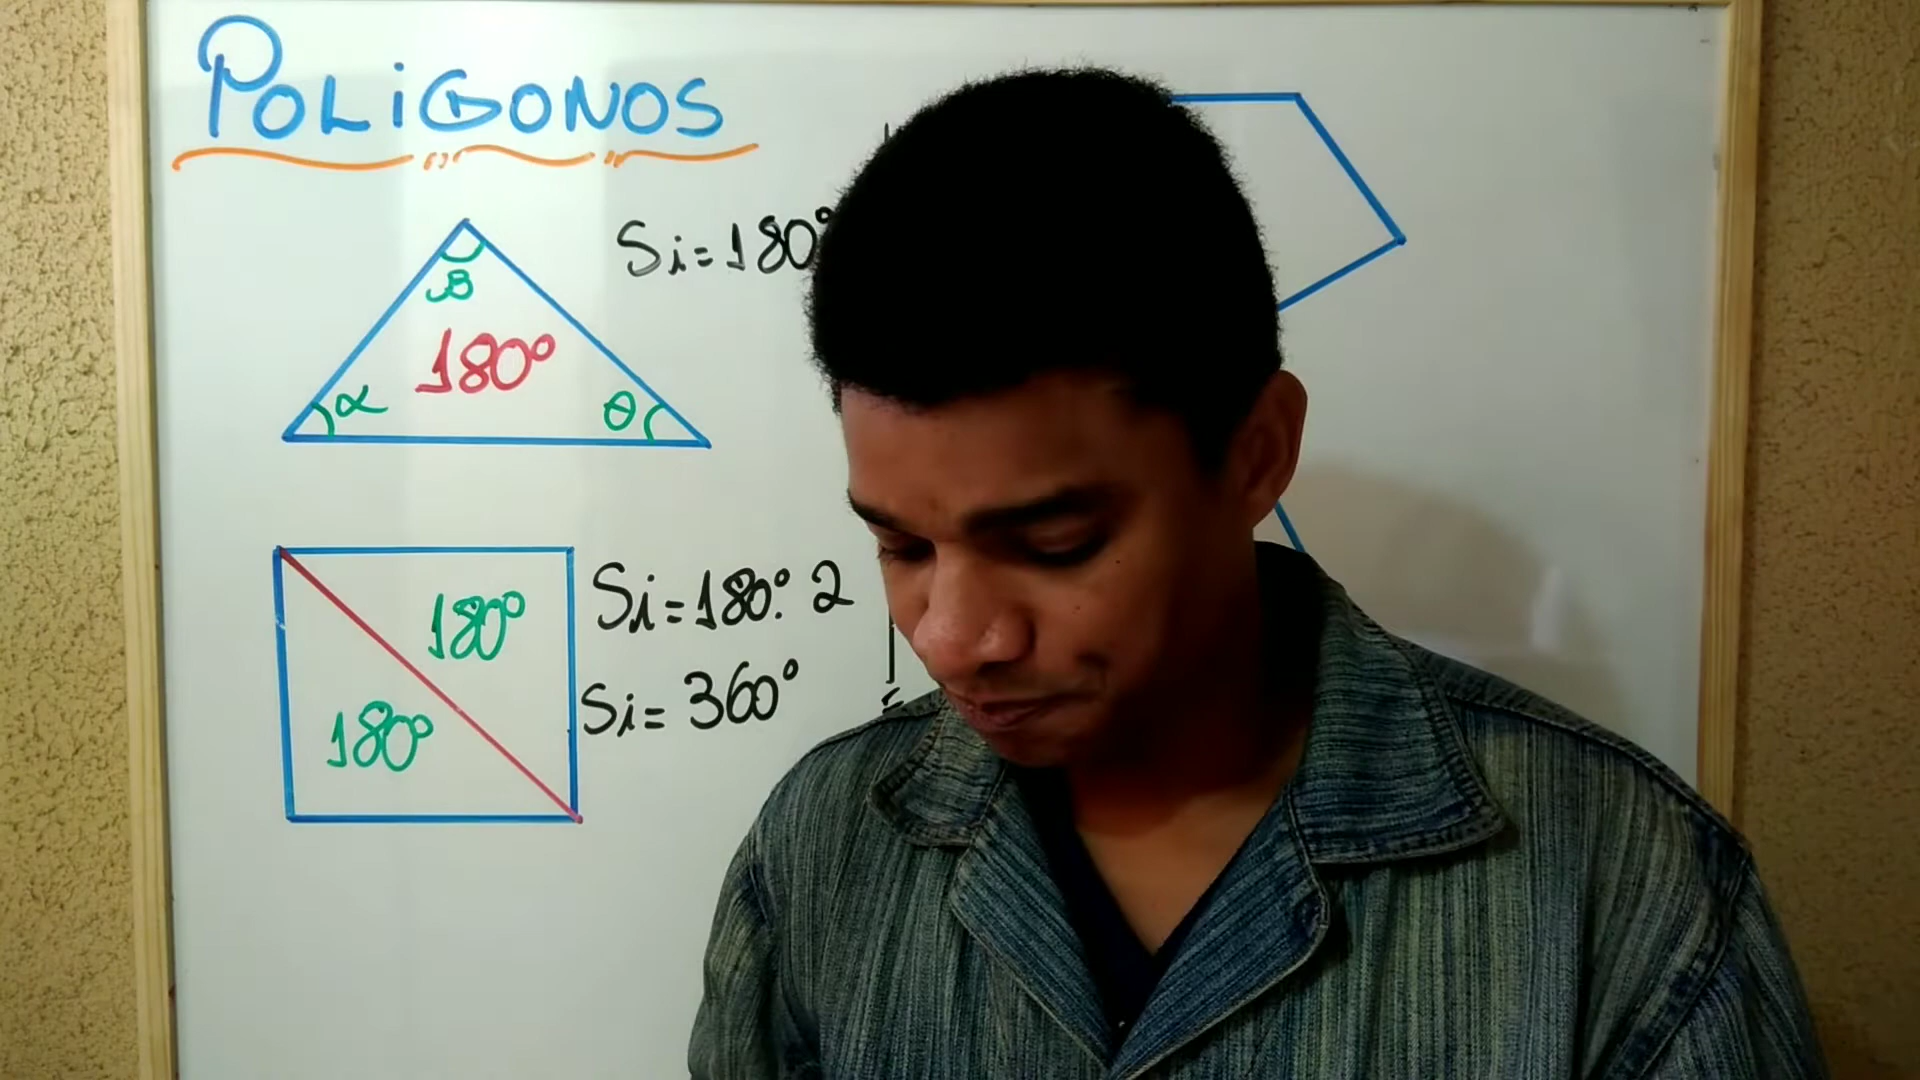 POLiGONOS
Si=180°
β
180°
α
θ
180°
Si=180°. 2
180°
Si= 360°